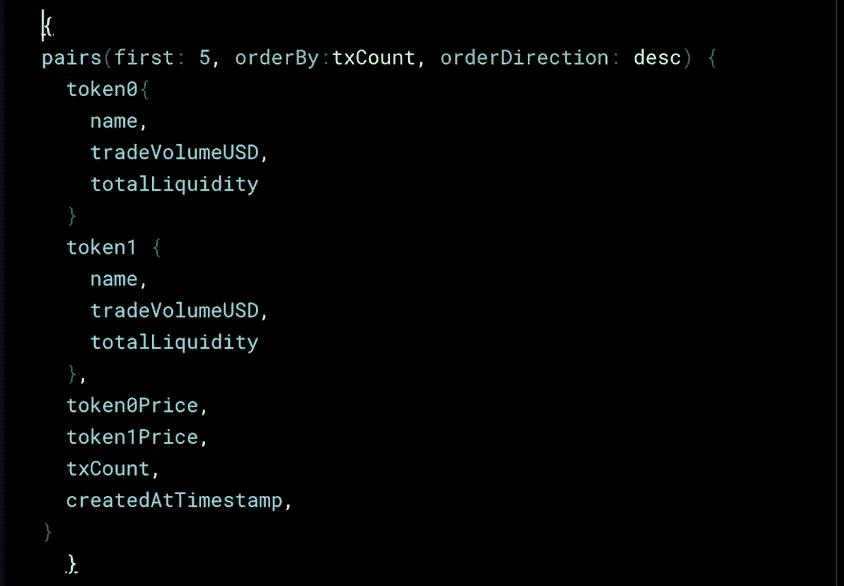 {
pairs(first: 5, orderBy:txCount, orderDirection: desc) {
token0{
name,
tradeVolumeUSD,
totalLiquidity
}
token1 {
name,
tradeVolumeUSD,
totalLiquidity
},
token0Price,
token1Price,
txCount,
createdAtTimestamp,
}
}